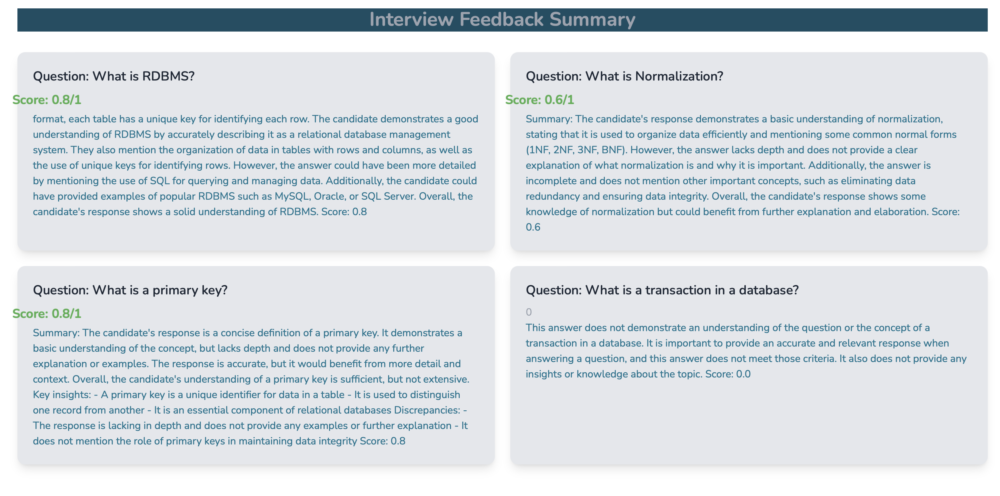 Interview Feedback Summary
Question: What is RDBMS?
Score: 0.8/1
format, each table has a unique key for identifying each row. The candidate demonstrates a good
understanding of RDBMS by accurately describing it as a relational database management
system. They also mention the organization of data in tables with rows and columns, as well as
the use of unique keys for identifying rows. However, the answer could have been more detailed
by mentioning the use of SQL for querying and managing data. Additionally, the candidate could
have provided examples of popular RDBMS such as MySQL, Oracle, or SQL Server. Overall, the
candidate's response shows a solid understanding of RDBMS. Score: 0.8
Question: What is Normalization?
Score: 0.6/1
Summary: The candidate's response demonstrates a basic understanding of normalization,
stating that it is used to organize data efficiently and mentioning some common normal forms
(1NF, 2NF, 3NF, BNF). However, the answer lacks depth and does not provide a clear
explanation of what normalization is and why it is important. Additionally, the answer is
incomplete and does not mention other important concepts, such as eliminating data
redundancy and ensuring data integrity. Overall, the candidate's response shows some
knowledge of normalization but could benefit from further explanation and elaboration. Score:
0.6
Question: What is a primary key?
Score: 0.8/1
Summary: The candidate's response is a concise definition of a primary key. It demonstrates a
basic understanding of the concept, but lacks depth and does not provide any further
explanation or examples. The response is accurate, but it would benefit from more detail and
context. Overall, the candidate's understanding of a primary key is sufficient, but not extensive.
Key insights: - A primary key is a unique identifier for data in a table - It is used to distinguish
one record from another - It is an essential component of relational databases Discrepancies: -
The response is lacking in depth and does not provide any examples or further explanation - It
does not mention the role of primary keys in maintaining data integrity Score: 0.8
Question: What is a transaction in a database?
0
This answer does not demonstrate an understanding of the question or the concept of a
transaction in a database. It is important to provide an accurate and relevant response when
answering a question, and this answer does not meet those criteria. It also does not provide any
insights or knowledge about the topic. Score: 0.0